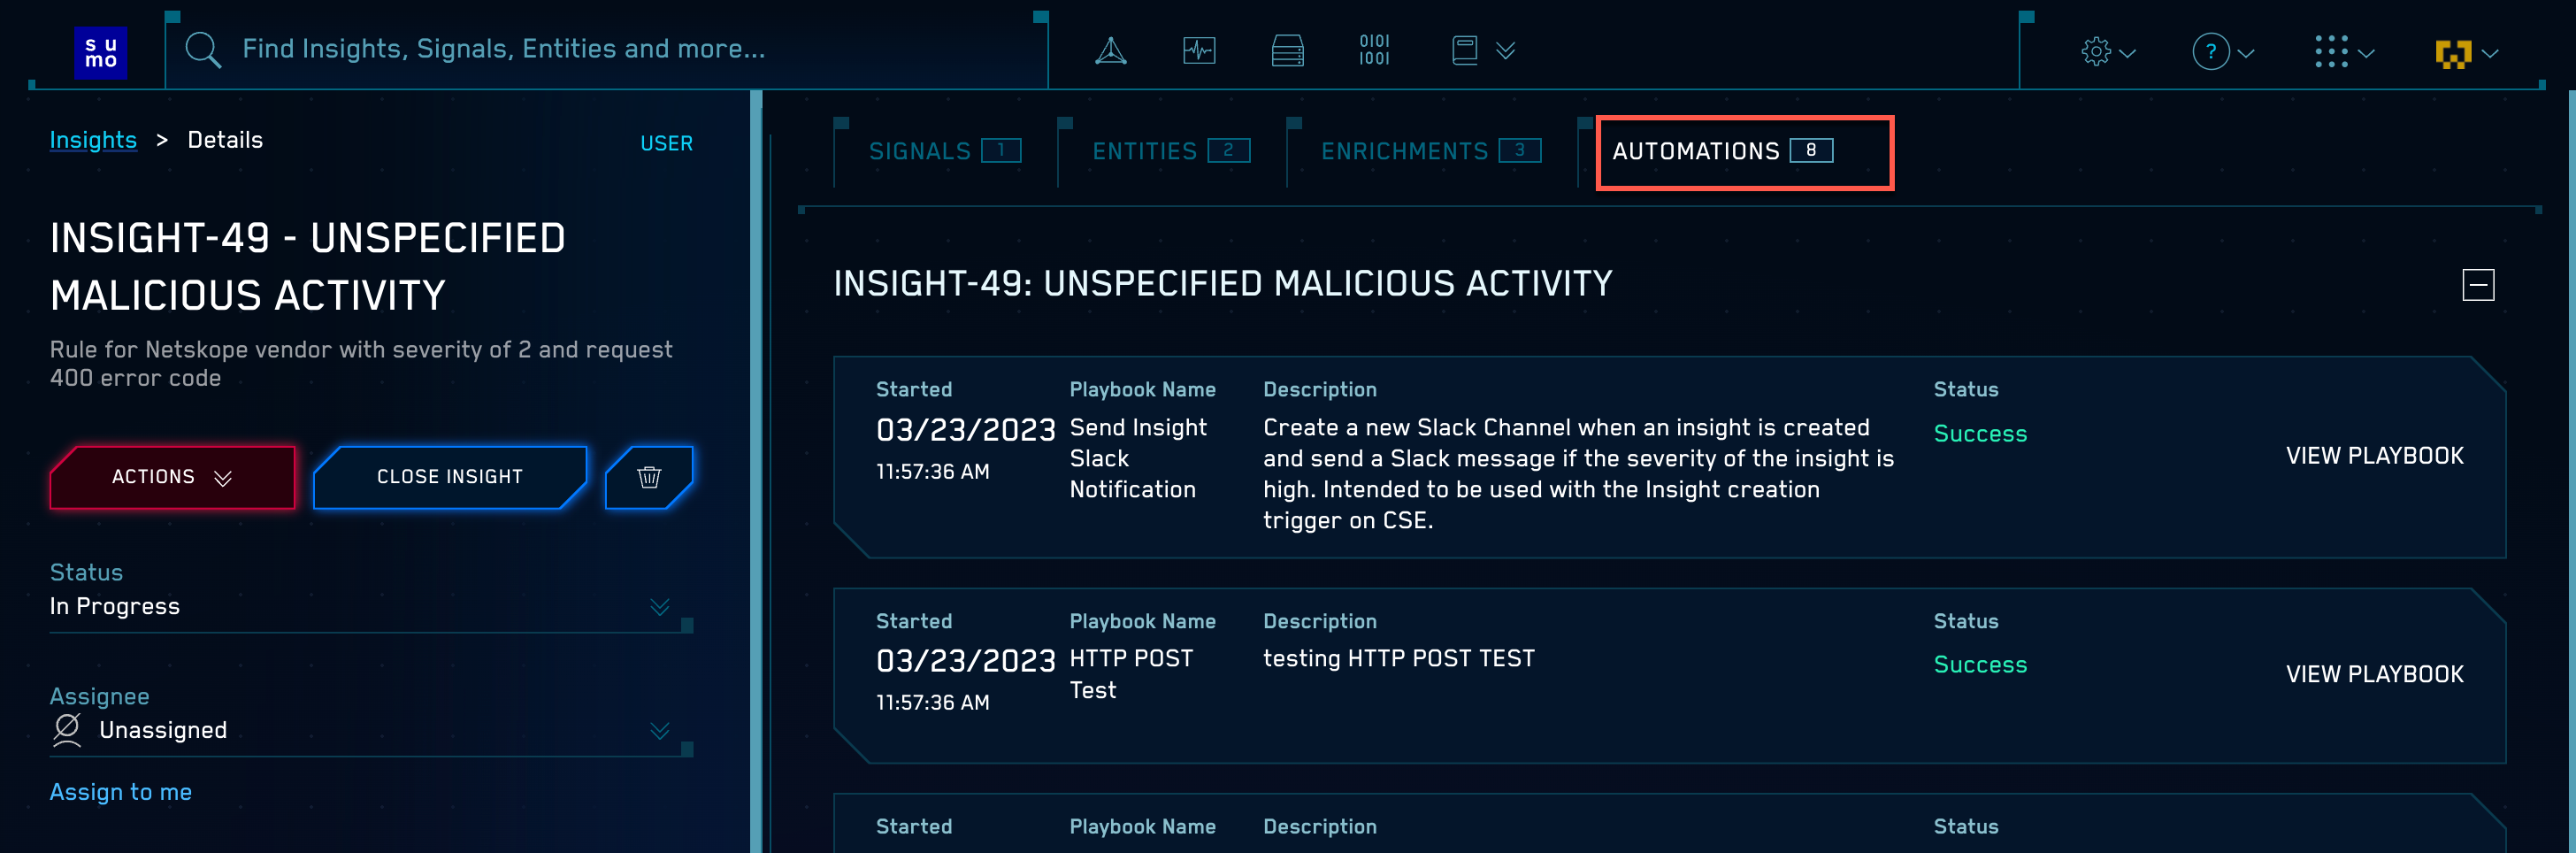 su
mo
Find Insights, Signals, Entities and more...
0101
1001
?
Insights > Details
USER
INSIGHT-49 - UNSPECIFIED
MALICIOUS ACTIVITY
Rule for Netskope vendor with severity of 2 and request
400 error code
ACTIONS
CLOSE INSIGHT
Status
In Progress
Assignee
Unassigned
Assign to me
SIGNALS 1
ENTITIES 2
ENRICHMENTS 3
AUTOMATIONS 8
INSIGHT-49: UNSPECIFIED MALICIOUS ACTIVITY
Started
03/23/2023
11:57:36 AM
Playbook Name
Send Insight
Slack
Notification
Description
Create a new Slack Channel when an insight is created
and send a Slack message if the severity of the insight is
high. Intended to be used with the Insight creation
trigger on CSE.
Status
Success
VIEW PLAYBOOK
Started
03/23/2023
11:57:36 AM
Playbook Name
HTTP POST
Test
Description
testing HTTP POST TEST
Status
Success
VIEW PLAYBOOK
Started
Playbook Name
Description
Status